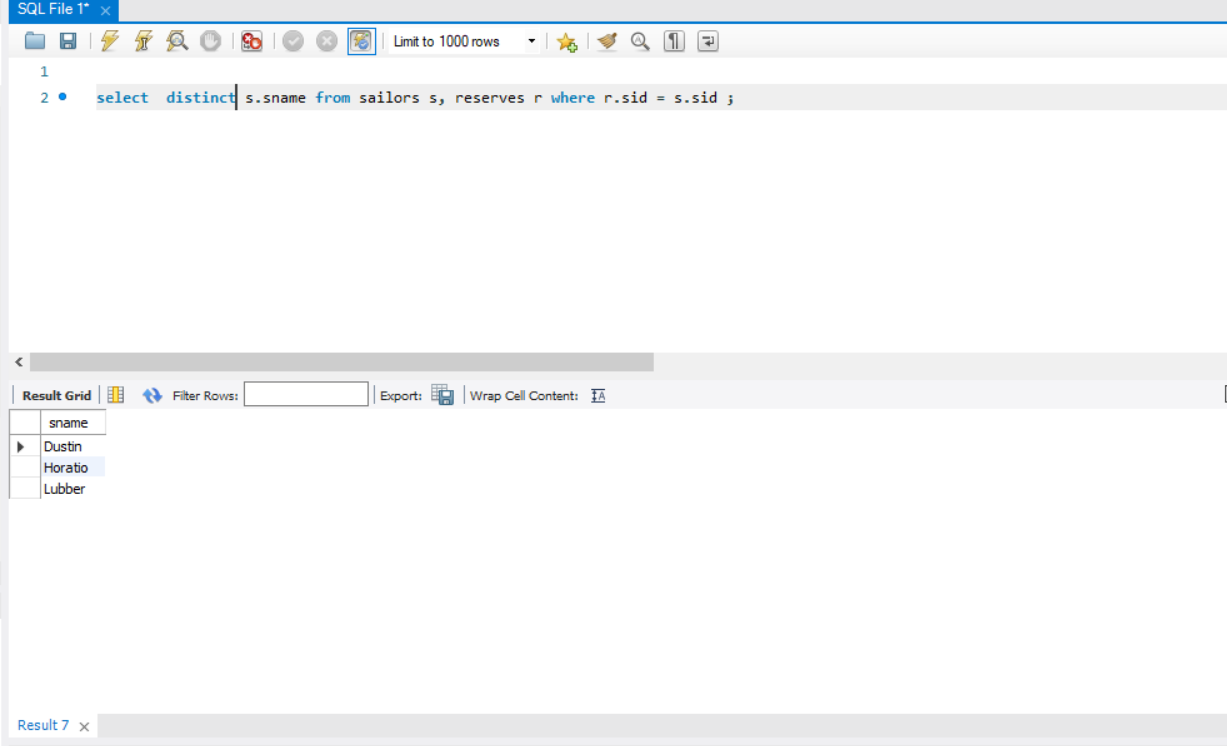 SQL File 1*
Limit to 1000 rows
1
2 select distinct s.sname from sailors s, reserves r where r.sid = s.sid ;
Result Grid Filter Rows: Export: Wrap Cell Content:
sname
Dustin
Horatio
Lubber
Result 7